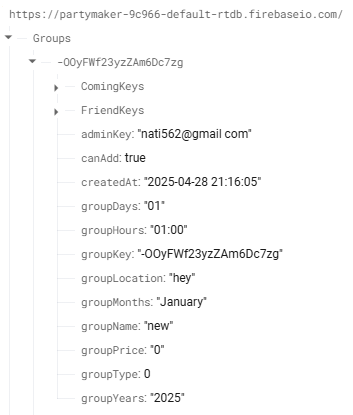 https://partymaker-9c966-default-rtdb.firebaseio.com/
Groups
-OOyFWf23yzZAm6Dc7zg
ComingKeys
FriendKeys
adminKey: "nati562@gmail com"
canAdd: true
createdAt: "2025-04-28 21:16:05"
groupDays: "01"
groupHours: "01:00"
groupKey: "-OOyFWf23yzZAm6Dc7zg"
groupLocation: "hey"
groupMonths: "January"
groupName: "new"
groupPrice: "0"
groupType: 0
groupYears: "2025"